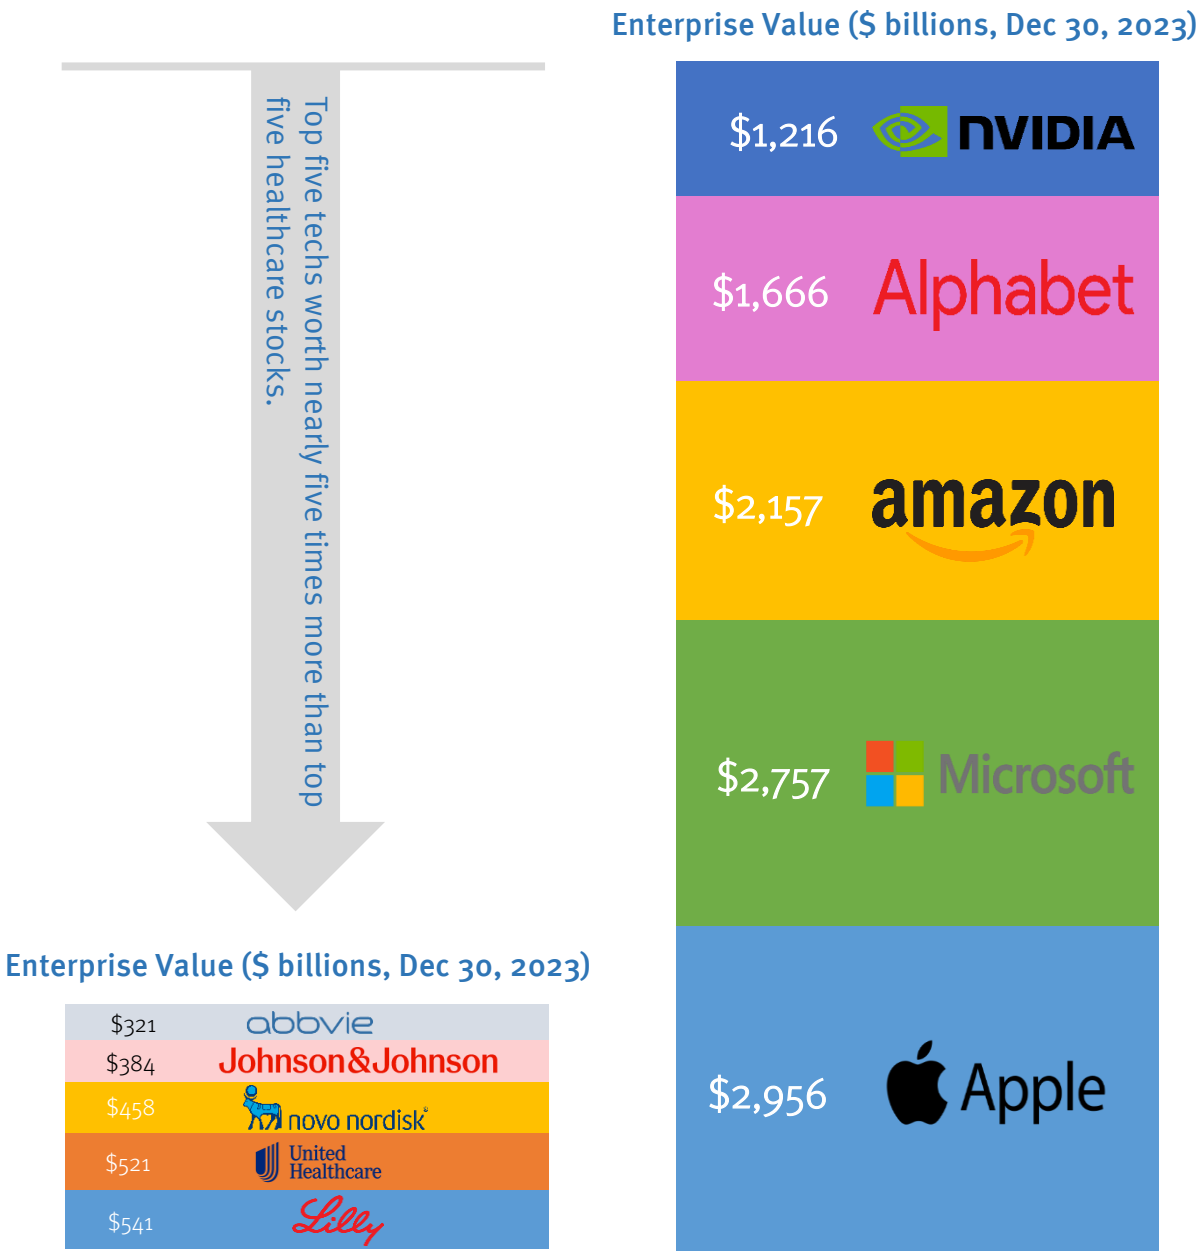 Enterprise Value ($ billions, Dec 30, 2023)
$1,216 NVIDIA
$1,666 Alphabet
$2,157 amazon
$2,757 Microsoft
$2,956 Apple
Top five techs worth nearly five times more than top
five healthcare stocks.
Enterprise Value ($ billions, Dec 30, 2023)
$321 abbvie
$384 Johnson&Johnson
$458 novo nordisk®
$521 United
Healthcare
$541 Lilly